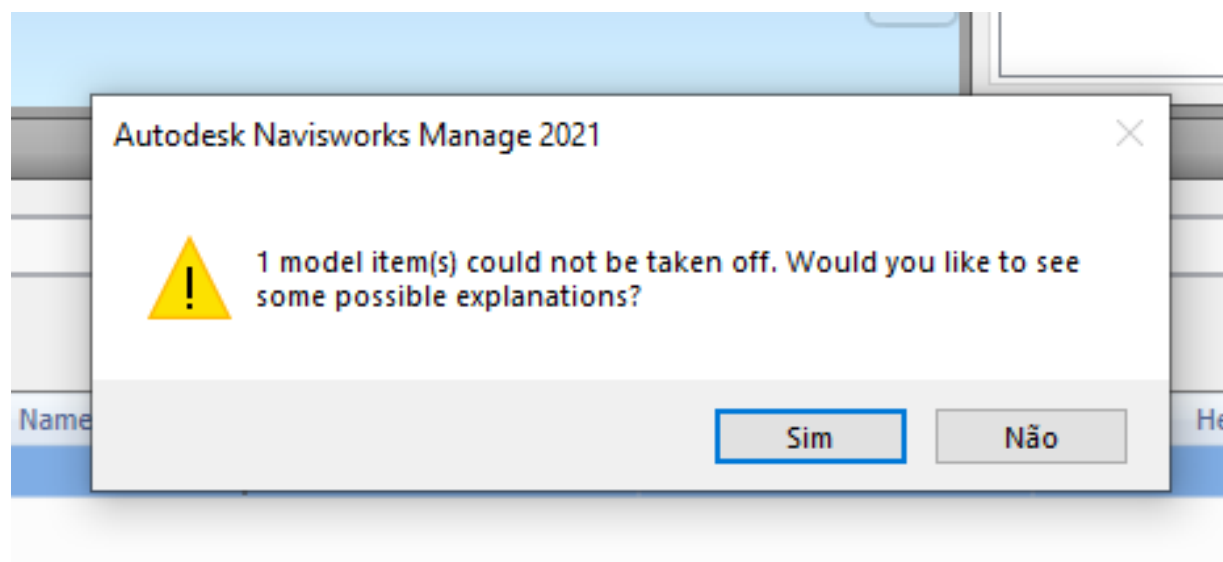 Autodesk Navisworks Manage 2021
1 model item(s) could not be taken off. Would you like to see
some possible explanations?
Sim
Não
Name